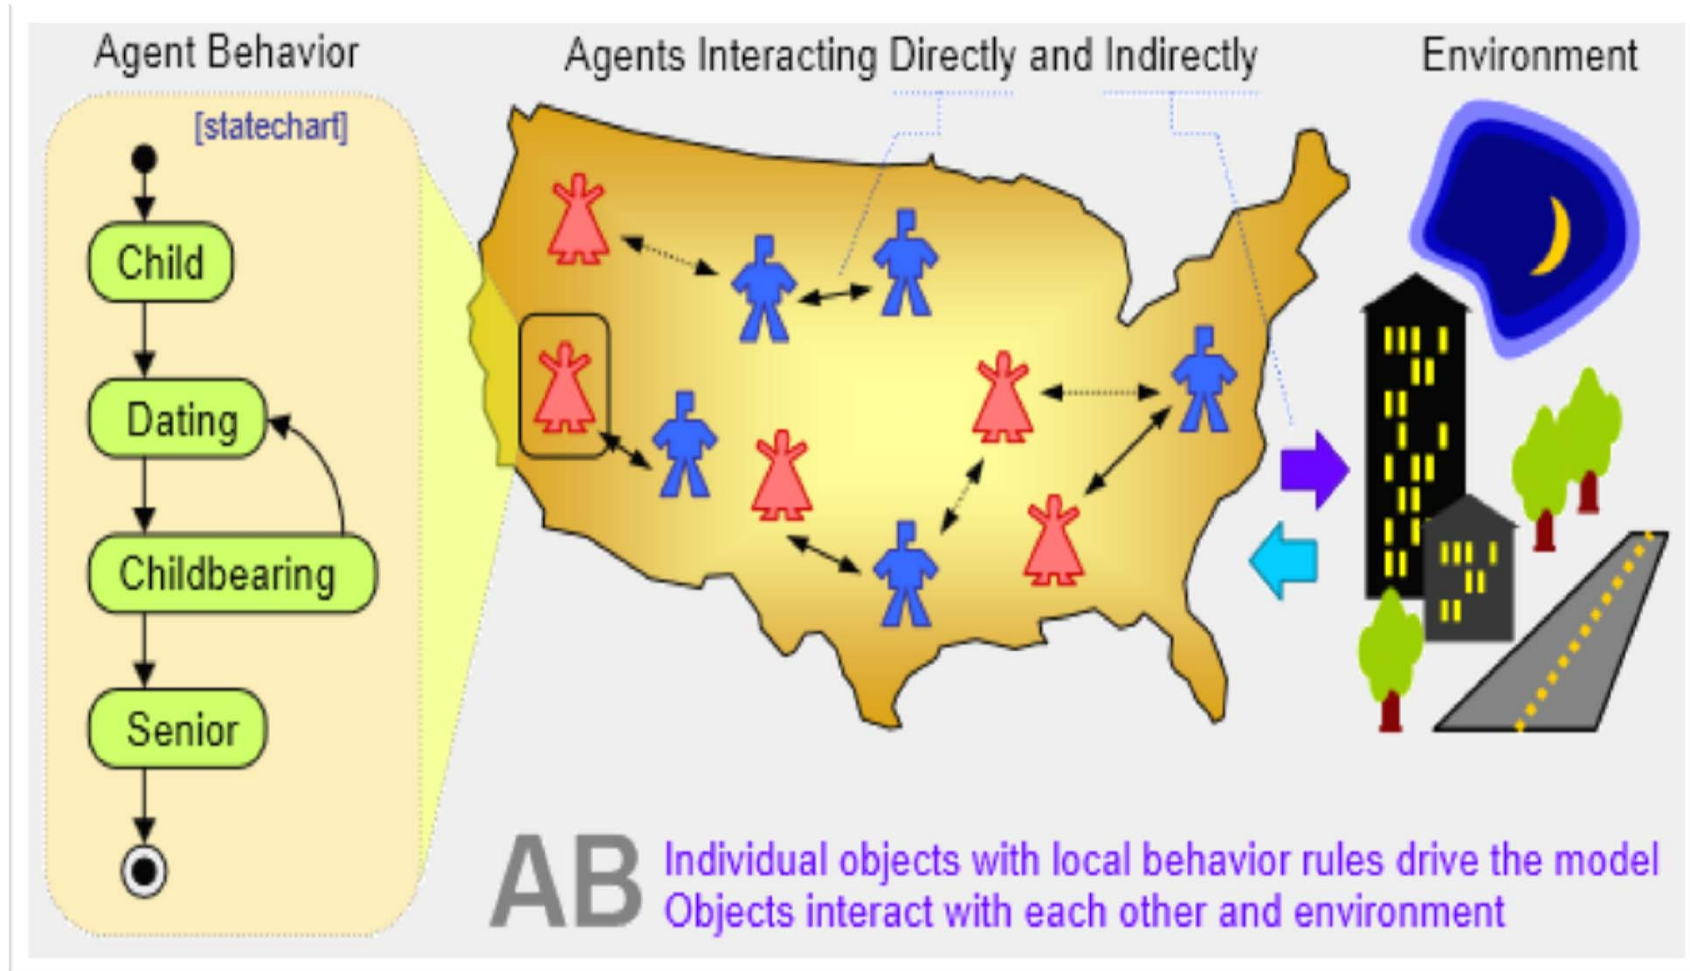 Agent Behavior
Agents Interacting Directly and Indirectly
Environment
[statechart]
Child
Dating
Childbearing
Senior
AB
Individual objects with local behavior rules drive the model
Objects interact with each other and environment